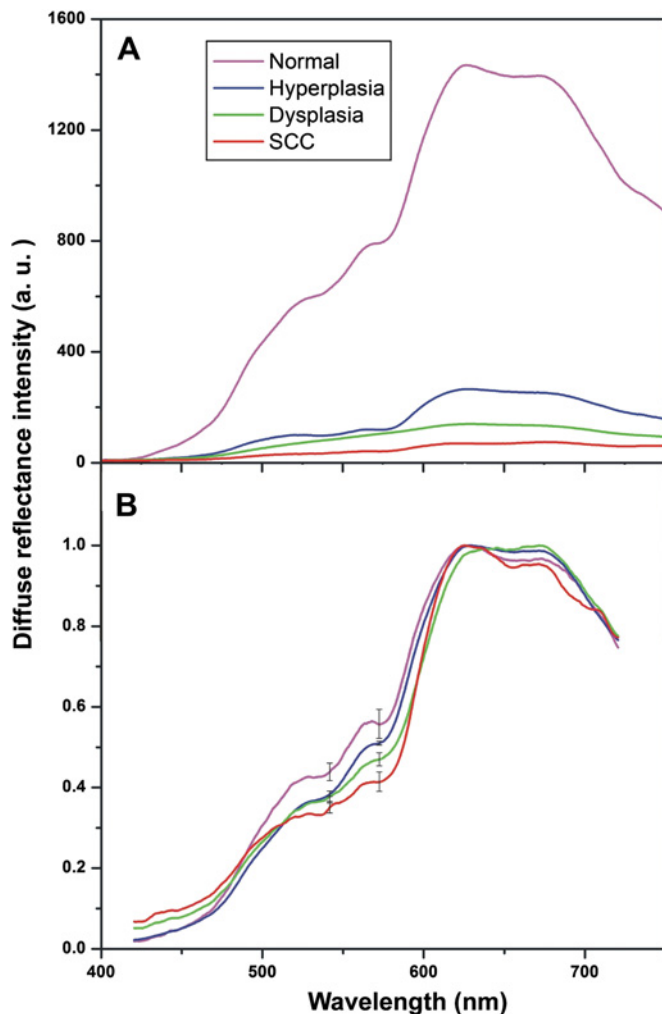 A
Normal
Hyperplasia
Dysplasia
SCC
1600
1200
800
400
0
Diffuse reflectance intensity (a. u. )
B
1.0
0.8
0.6
0.4
0.2
0.0
400 500 600 700
Wavelength (nm)